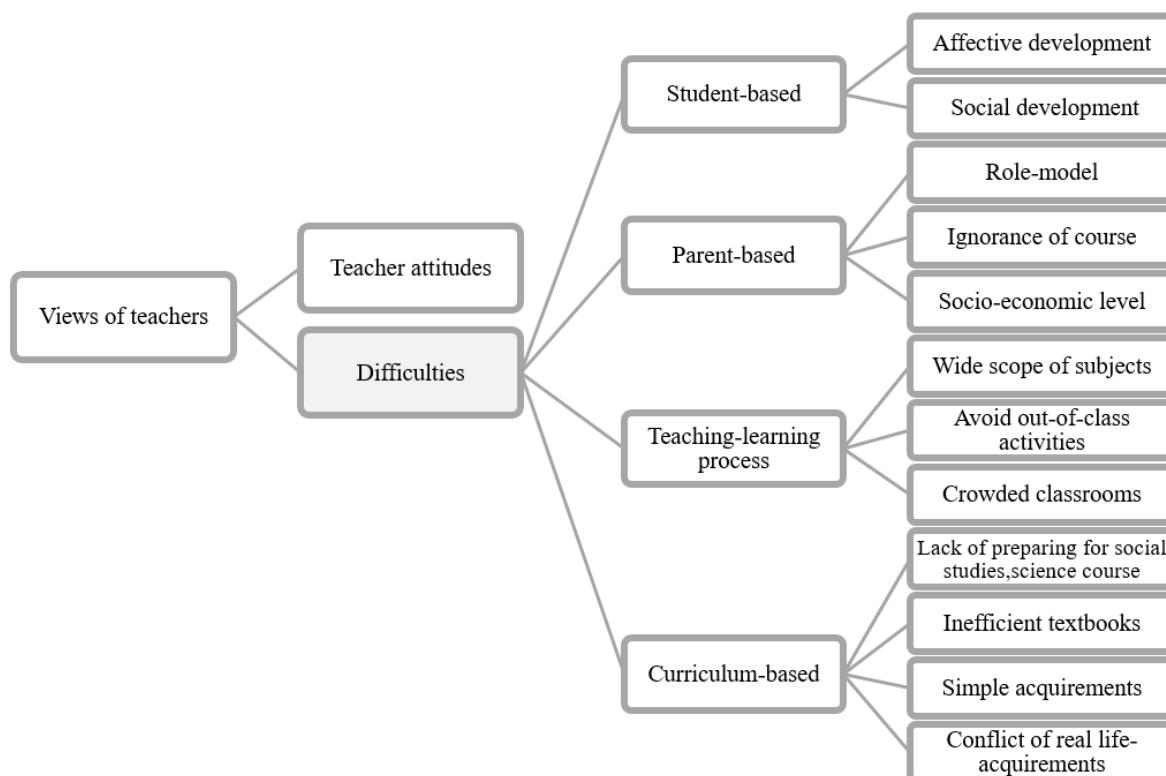 Views of teachers
Teacher attitudes
Difficulties
Student-based
Affective development
Social development
Parent-based
Role-model
Ignorance of course
Socio-economic level
Teaching-learning
process
Wide scope of subjects
Avoid out-of-class
activities
Crowded classrooms
Curriculum-based
Lack of preparing for social
studies,science course
Inefficient textbooks
Simple acquirements
Conflict of real life-
acquirements